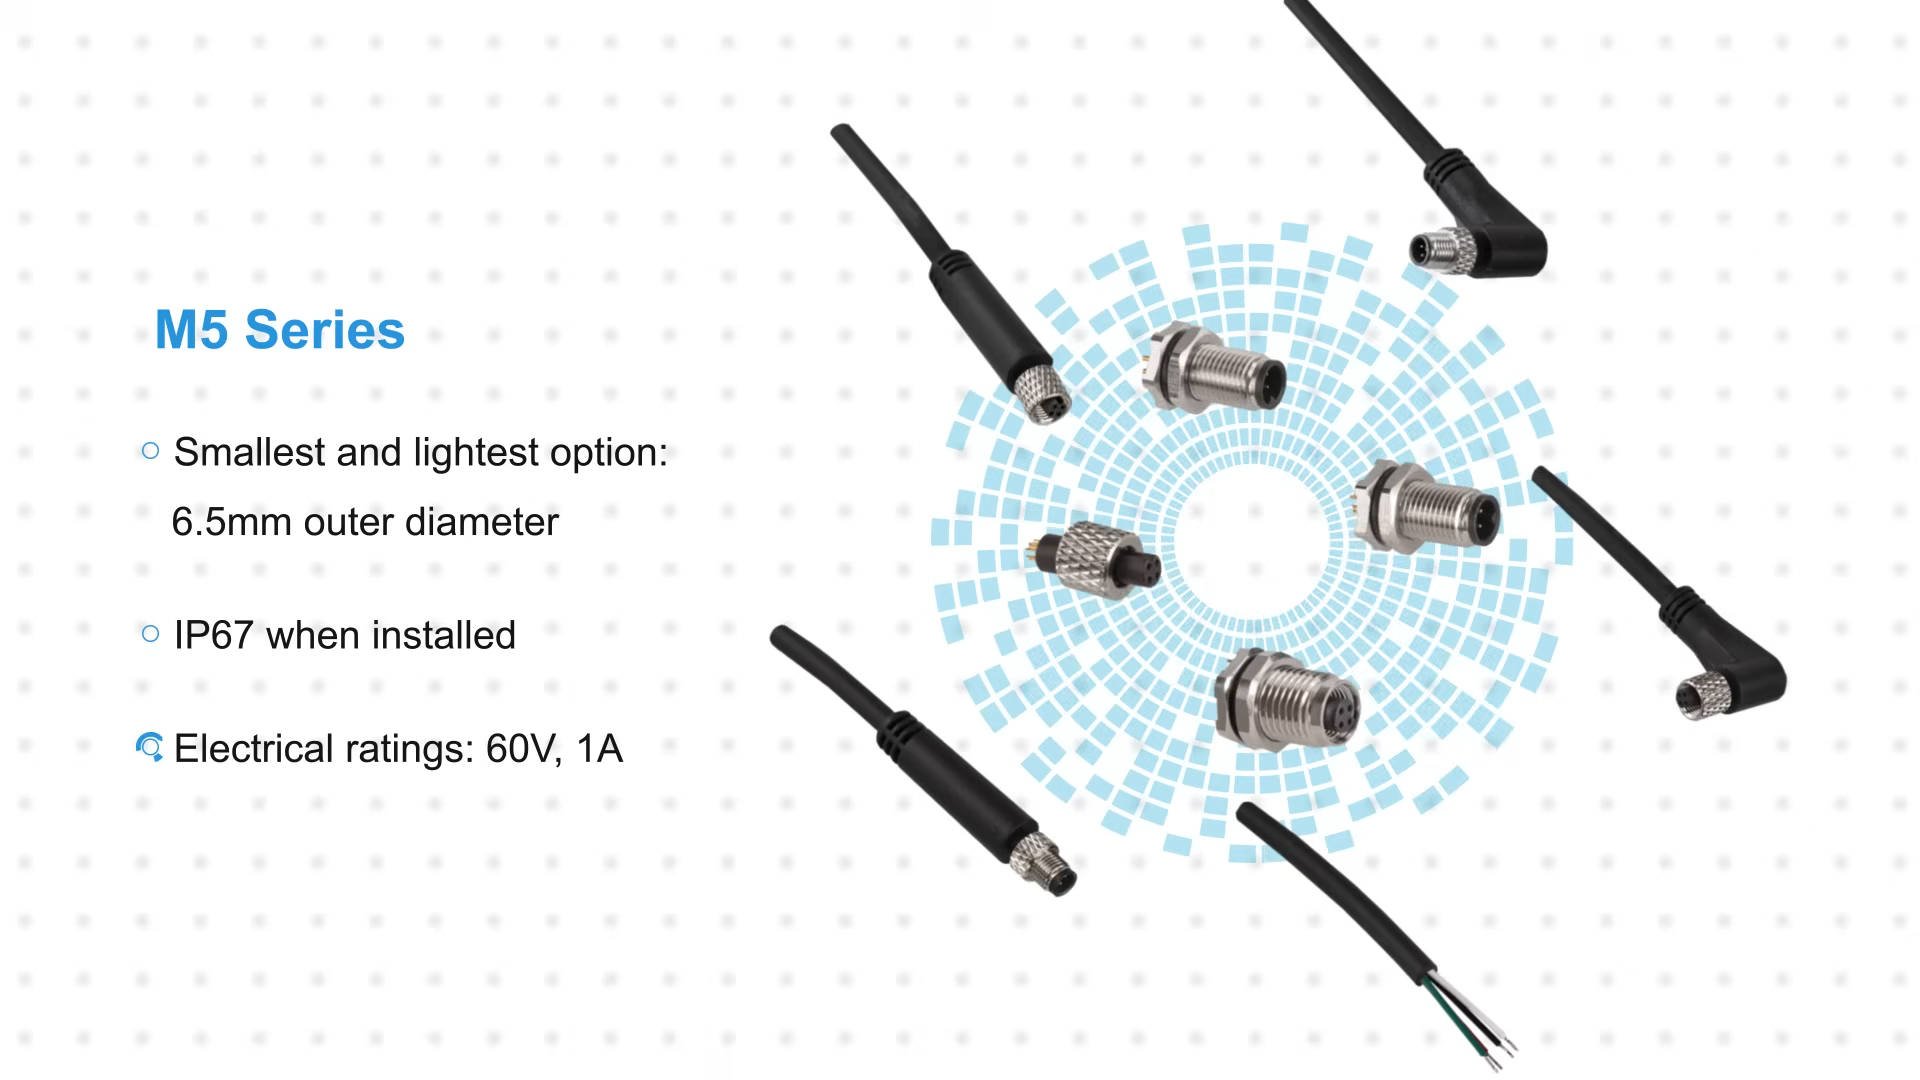 M5 Series
Smallest and lightest option:
6.5mm outer diameter
IP67 when installed
Electrical ratings: 60V, 1A